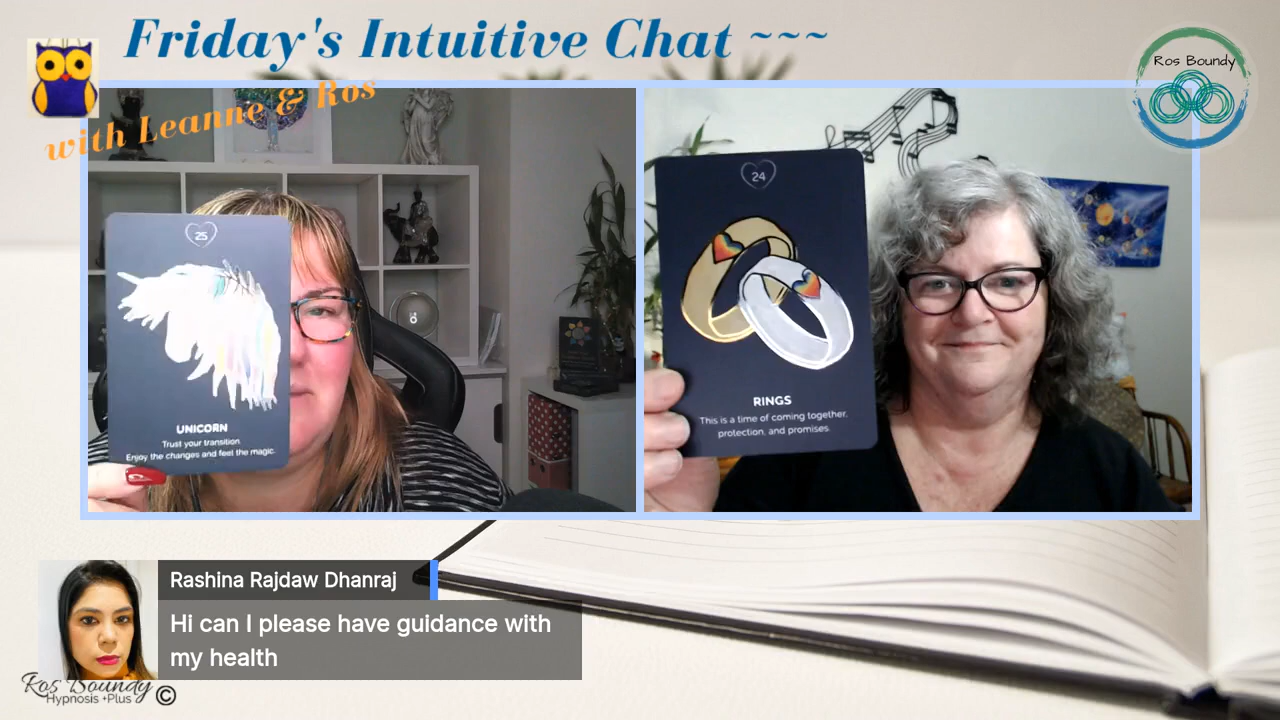 Friday's Intuitive Chat ~~~
with Leanne & Ros
Ros Boundy
25
UNICORN
Trust your transition.
Enjoy the changes and feel the magic.
24
RINGS
This is a time of coming together,
protection, and promises.
Rashina Rajdaw Dhanraj
Hi can I please have guidance with
my health
Ros Boundy
Hypnosis +Plus ©